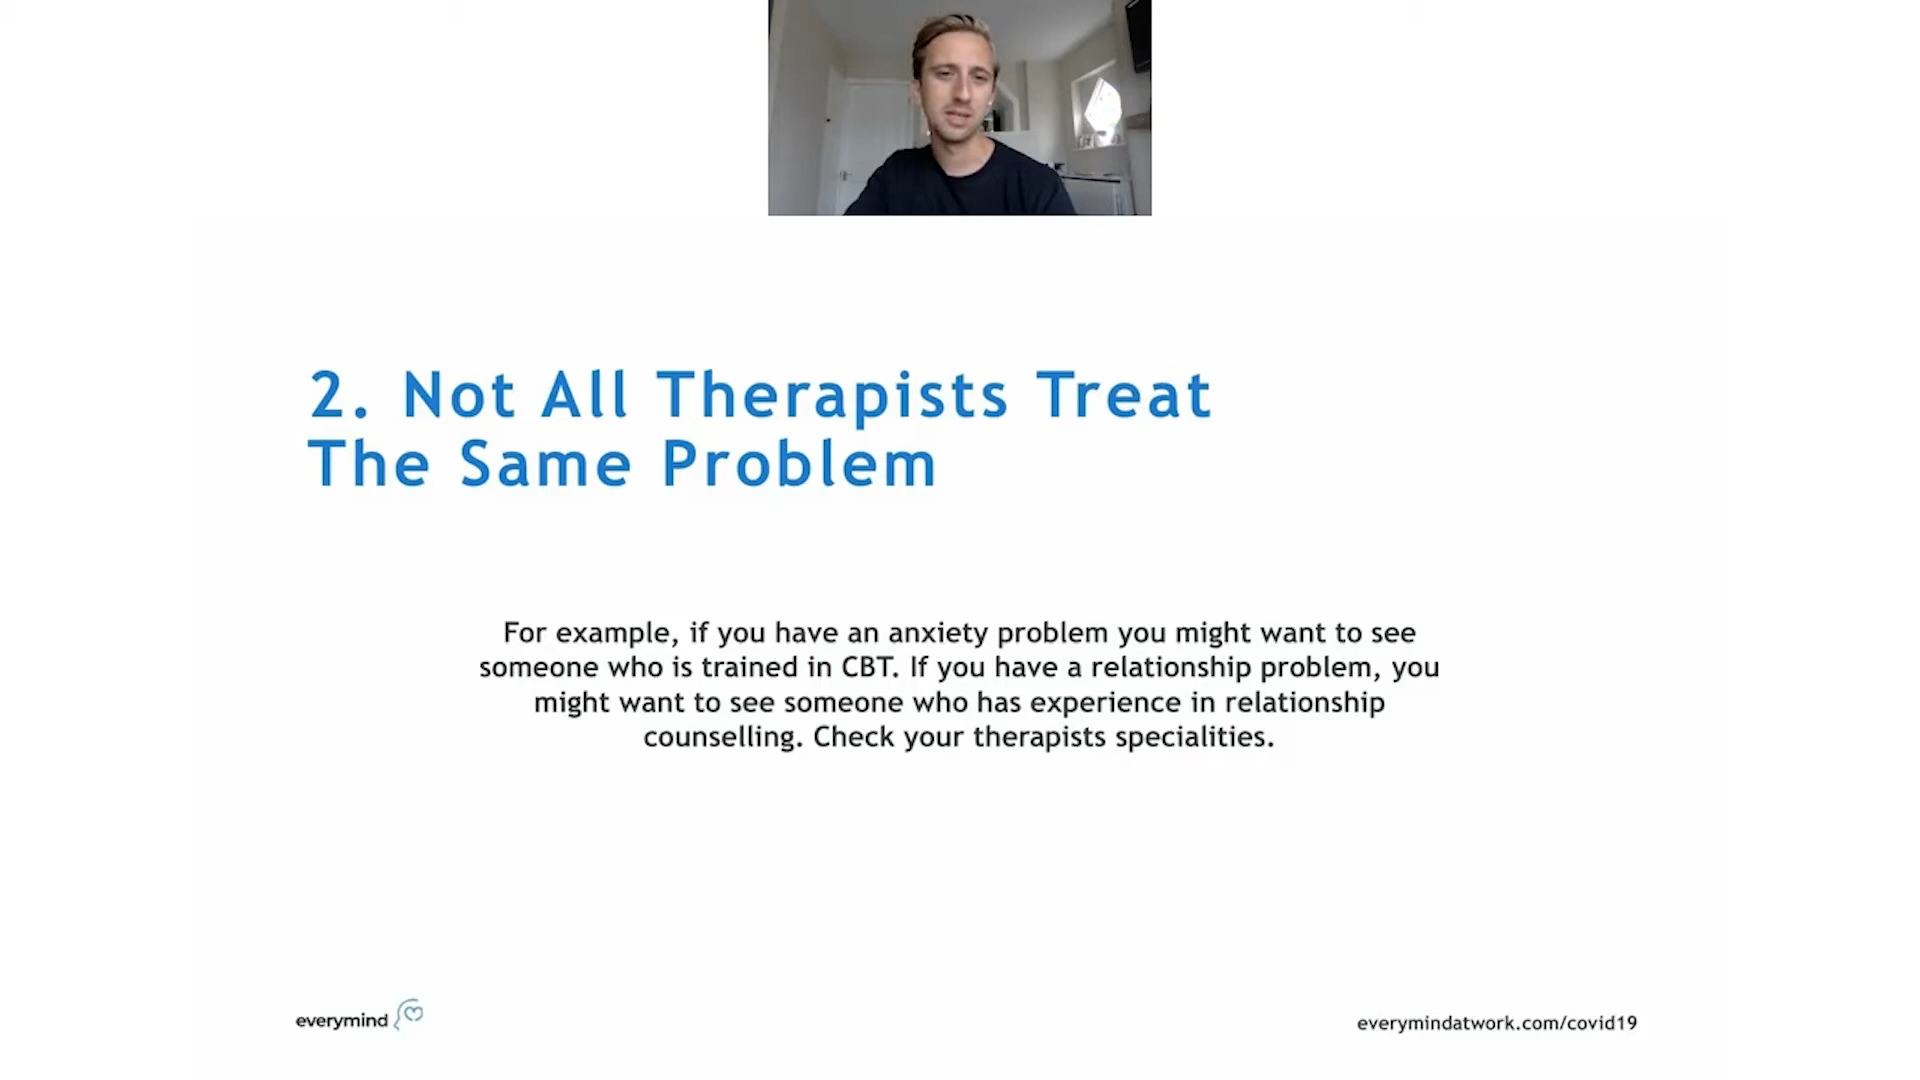 2. Not All Therapists Treat
The Same Problem
For example, if you have an anxiety problem you might want to see
someone who is trained in CBT. If you have a relationship problem, you
might want to see someone who has experience in relationship
counselling. Check your therapists specialities.
everymind
everymindatwork.com/covid19